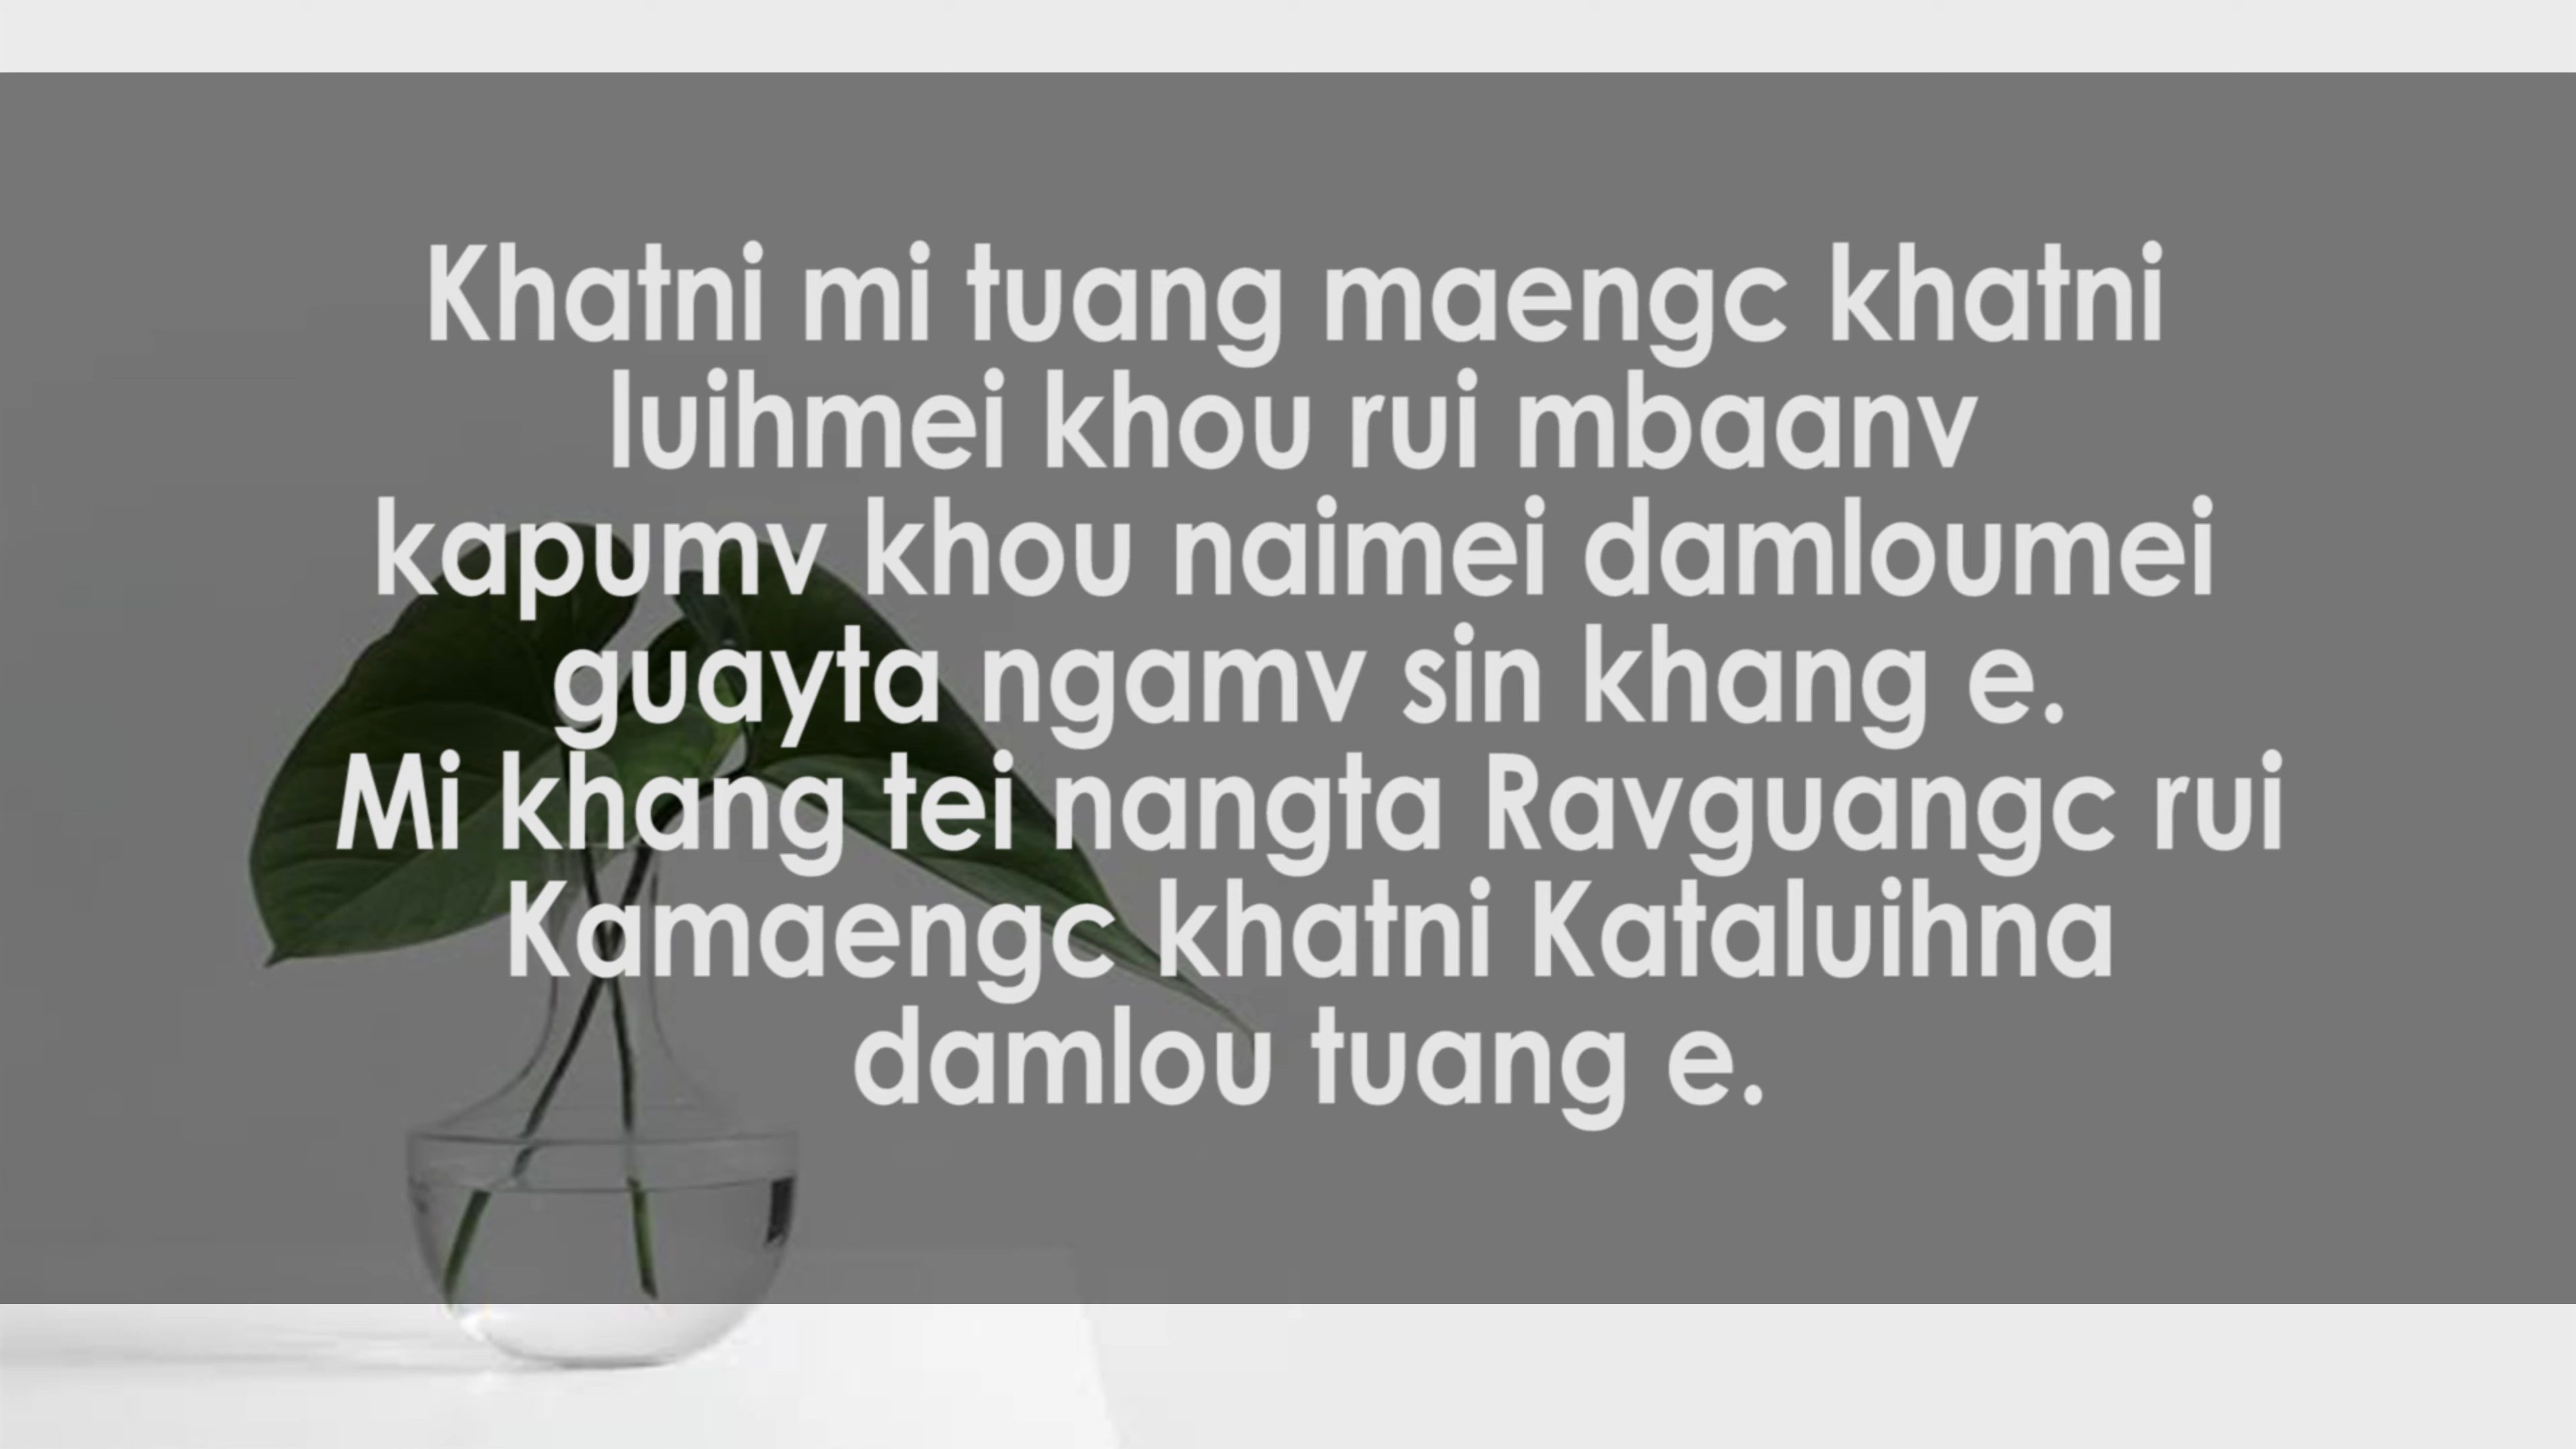 Khatni mi tuang maengc khatni
luihmei khou rui mbaanv
kapumv khou naimei damloumei
guayta ngamv sin khang e.
Mi khang tei nangta Ravguangc rui
Kamaengc khatni Kataluihna
damlou tuang e.